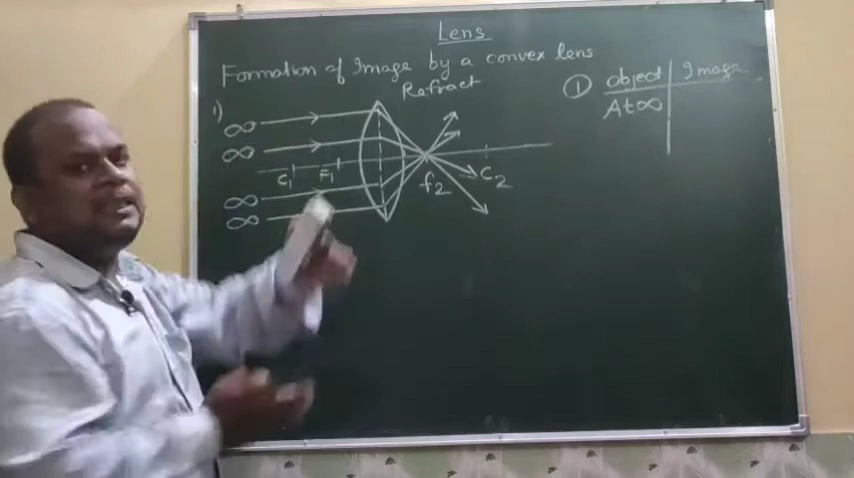 Lens
Formation of Image by a convex lens
Refract
1)
∞
∞
C1 F1
∞
∞
f2
C2
① object Image
At ∞